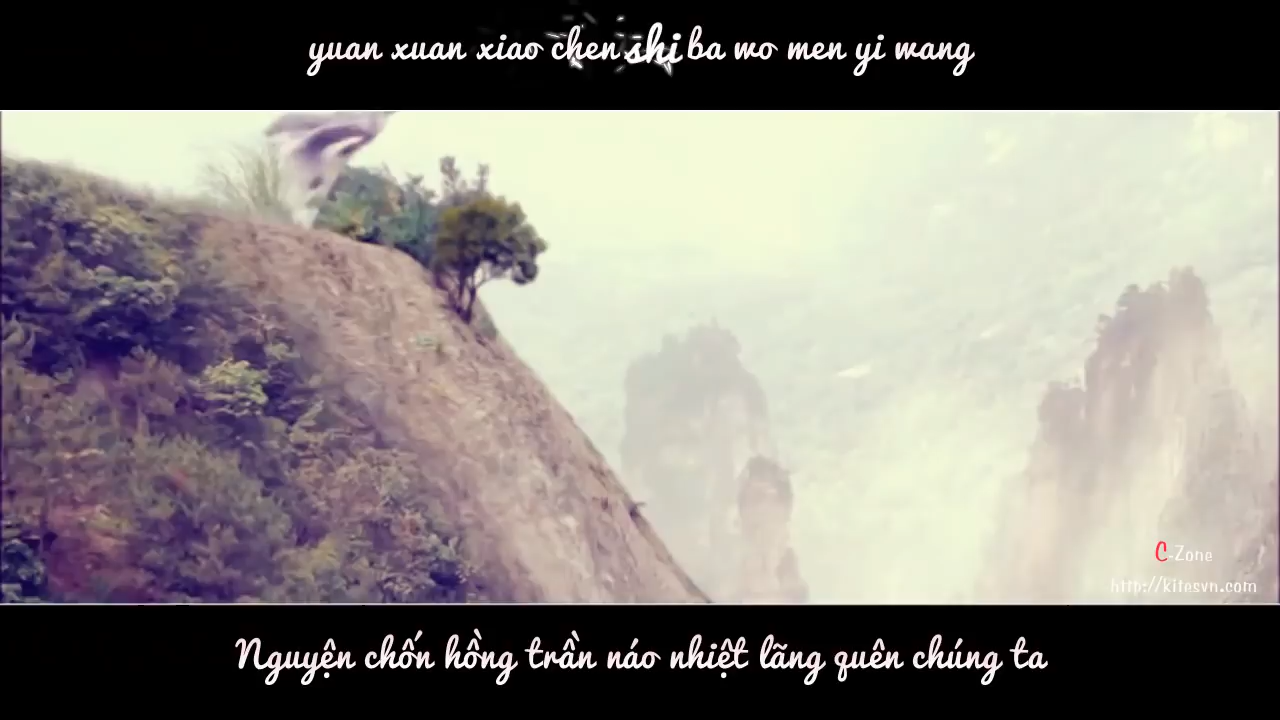 yuan xuan xiao chen shi ba wo men yi wang
C-Zone
http://kitesvn.com
Nguyện chốn hồng trần náo nhiệt lãng quên chúng ta